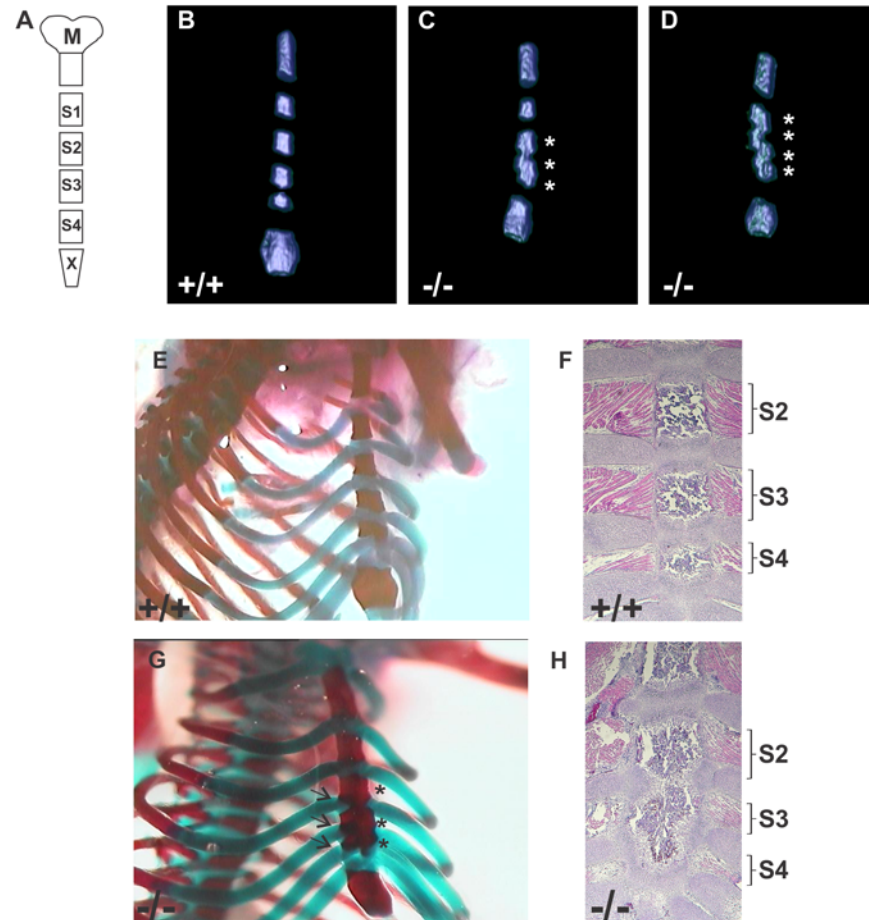 A
M
S1
S2
S3
S4
X
B
+/+
C
*
*
*
-/-
D
*
*
*
*
-/-
E
+/+
F
S2
S3
S4
+/+
G
*
*
*
-/-
H
S2
S3
S4
-/-